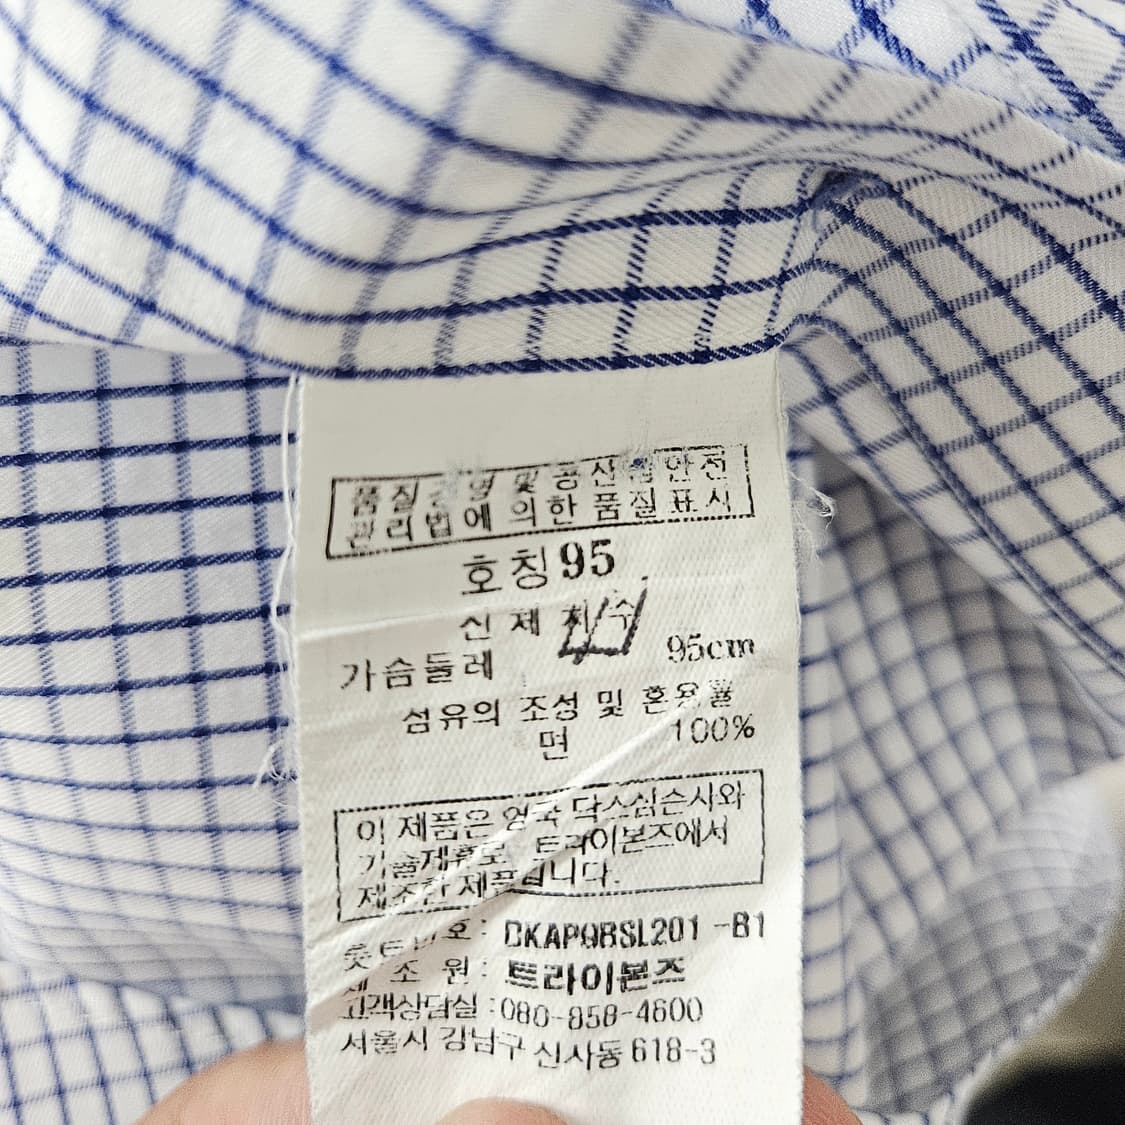 품질경영 및 공산품안전
관리법에 의한 품질표시
호칭 95
신체 치수
가슴둘레 95cm
섬유의 조성 및 혼용률
면 100%
이 제품은 영국 닥스심슨사와
기술제휴로 트라이본즈에서
제조한 제품입니다.
DKAP9RSL201-B1
제조원: 트라이본즈
고객상담실:080-858-4600
서울시 강남구 신사동 618-3